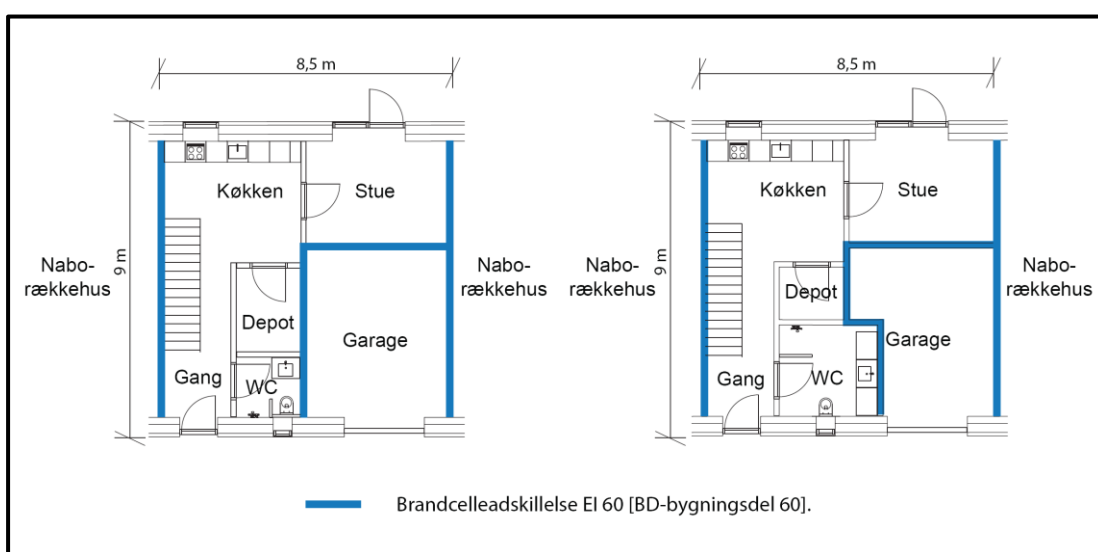 8,5 m
9 m
Køkken
Stue
Nabo-
rækkehus
Nabo-
rækkehus
Depot
Garage
Gang
WC
8,5 m
9 m
Køkken
Stue
Nabo-
rækkehus
Nabo-
rækkehus
Depot
Garage
Gang
WC
Brandcelleadskillelse EI 60 [BD-bygningsdel 60].